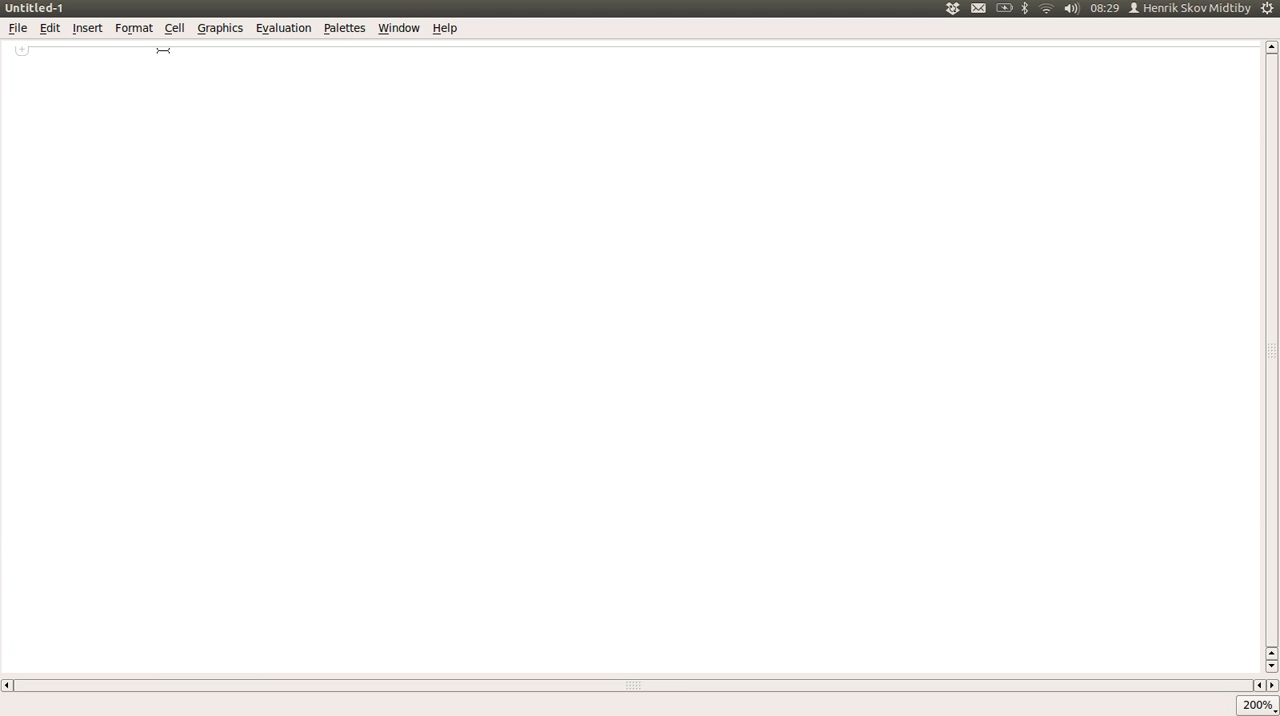 Untitled-1 08:29 Henrik Skov Midtiby
File Edit Insert Format Cell Graphics Evaluation Palettes Window Help
200%